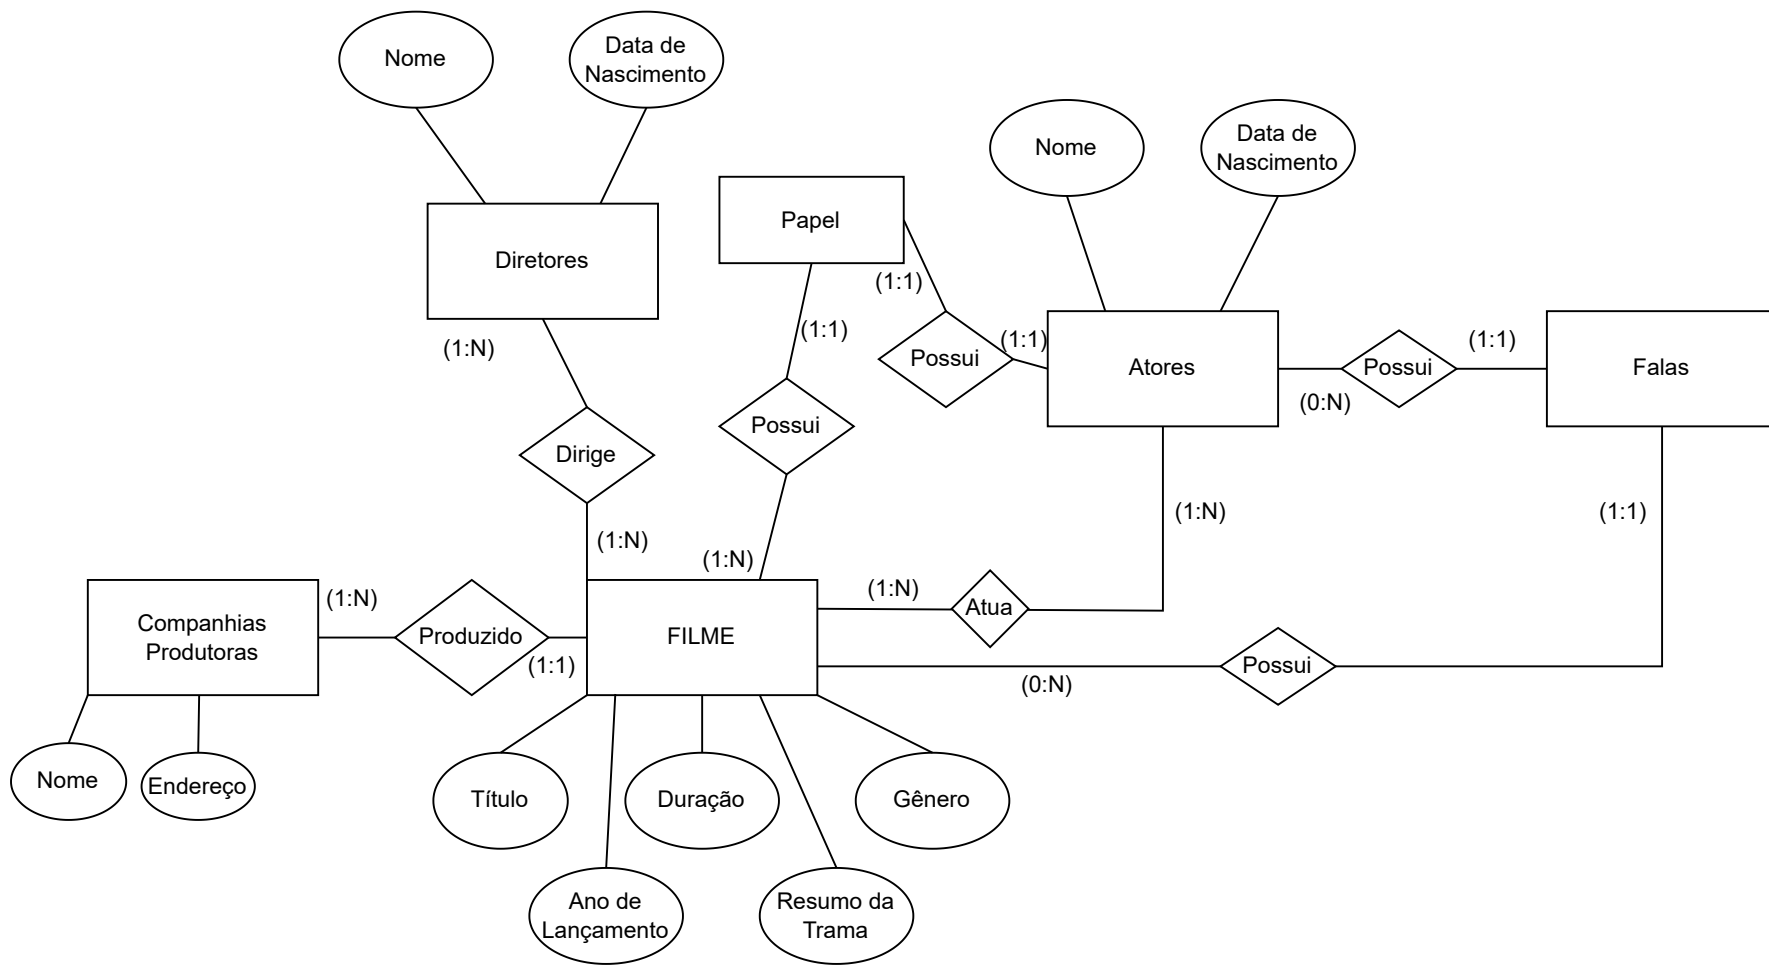 Nome
Data de
Nascimento
Nome
Data de
Nascimento
Papel
Diretores
(1:1)
(1:1)
(1:1)
(1:N)
Possui
Atores
Possui
(1:1)
Falas
(0:N)
Possui
Dirige
(1:N)
(1:1)
(1:N)
(1:N)
(1:N)
(1:N)
Atua
Companhias
Produtoras
Produzido
(1:1)
FILME
Possui
(0:N)
Nome
Endereço
Título
Duração
Gênero
Ano de
Lançamento
Resumo da
Trama